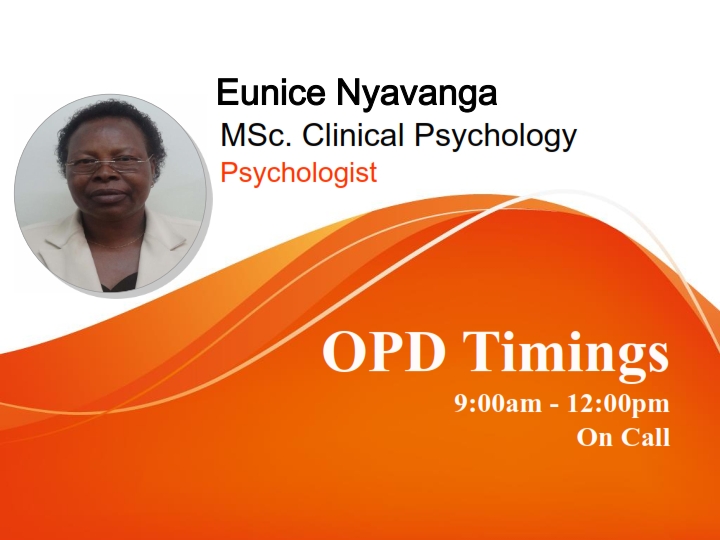 Eunice Nyavanga
MSc. Clinical Psychology
Psychologist
OPD Timings
9:00am - 12:00pm
On Call